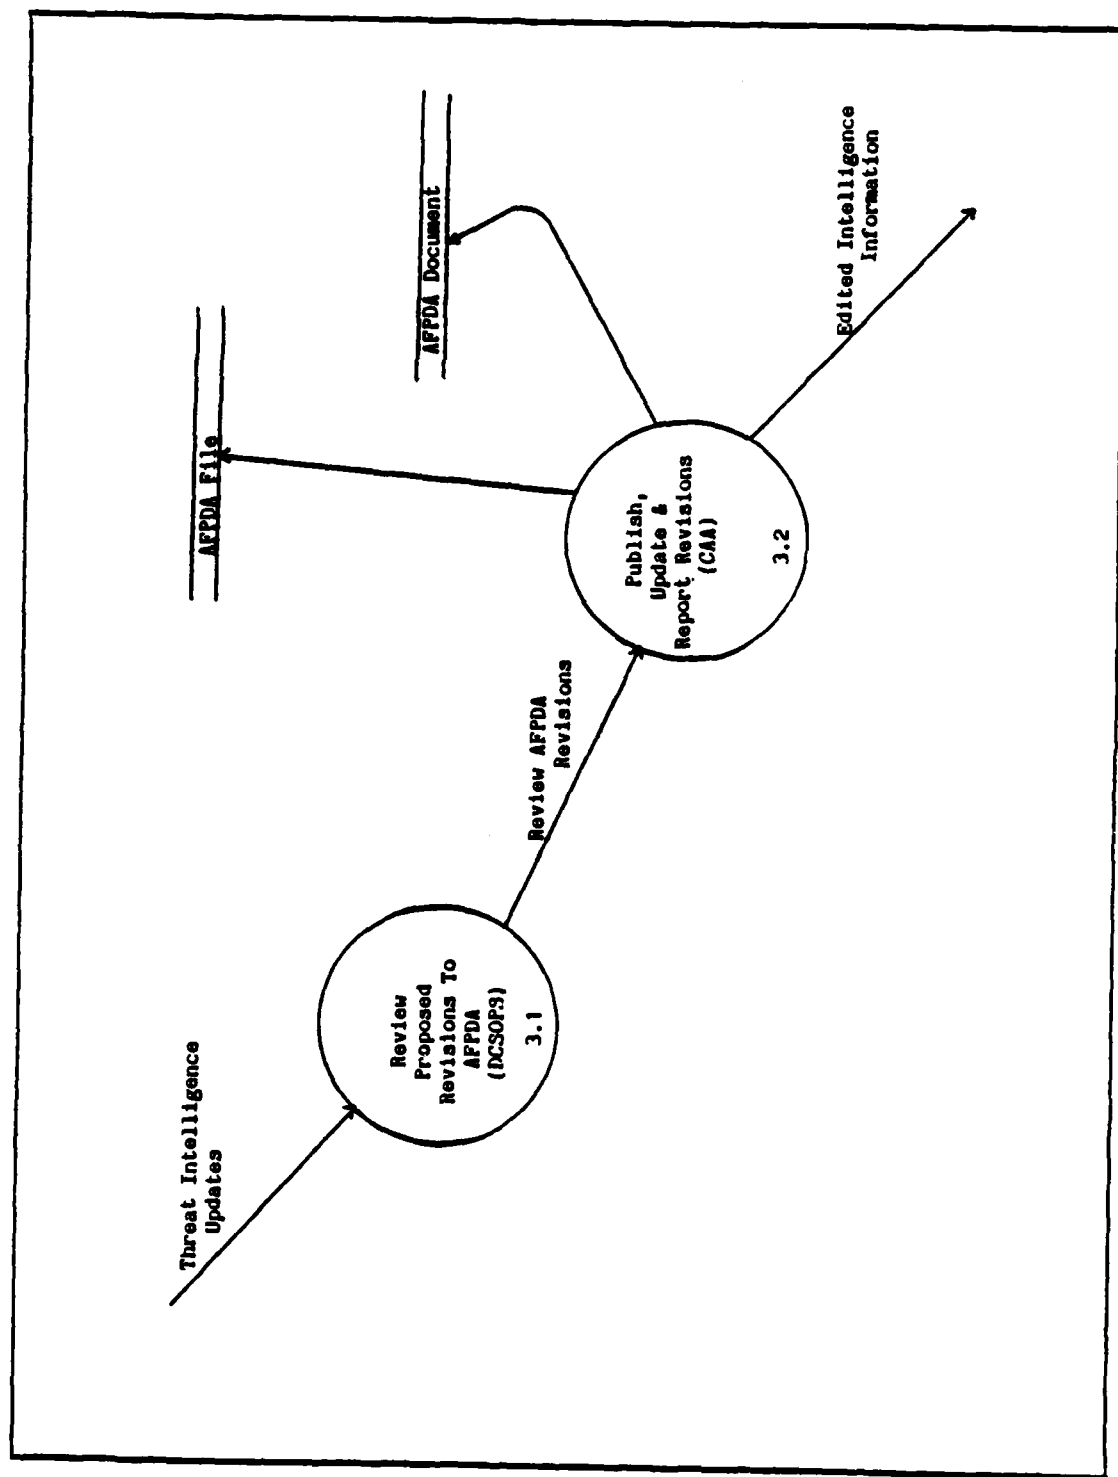 Threat Intelligence
Updates
Review
Proposed
Revisions To
AFPDA
(DCSOPS)
3.1
Review AFPDA
Revisions
Publish,
Update &
Report Revisions
(CAA)
3.2
AFPDA File
AFPDA Document
Edited Intelligence
Information